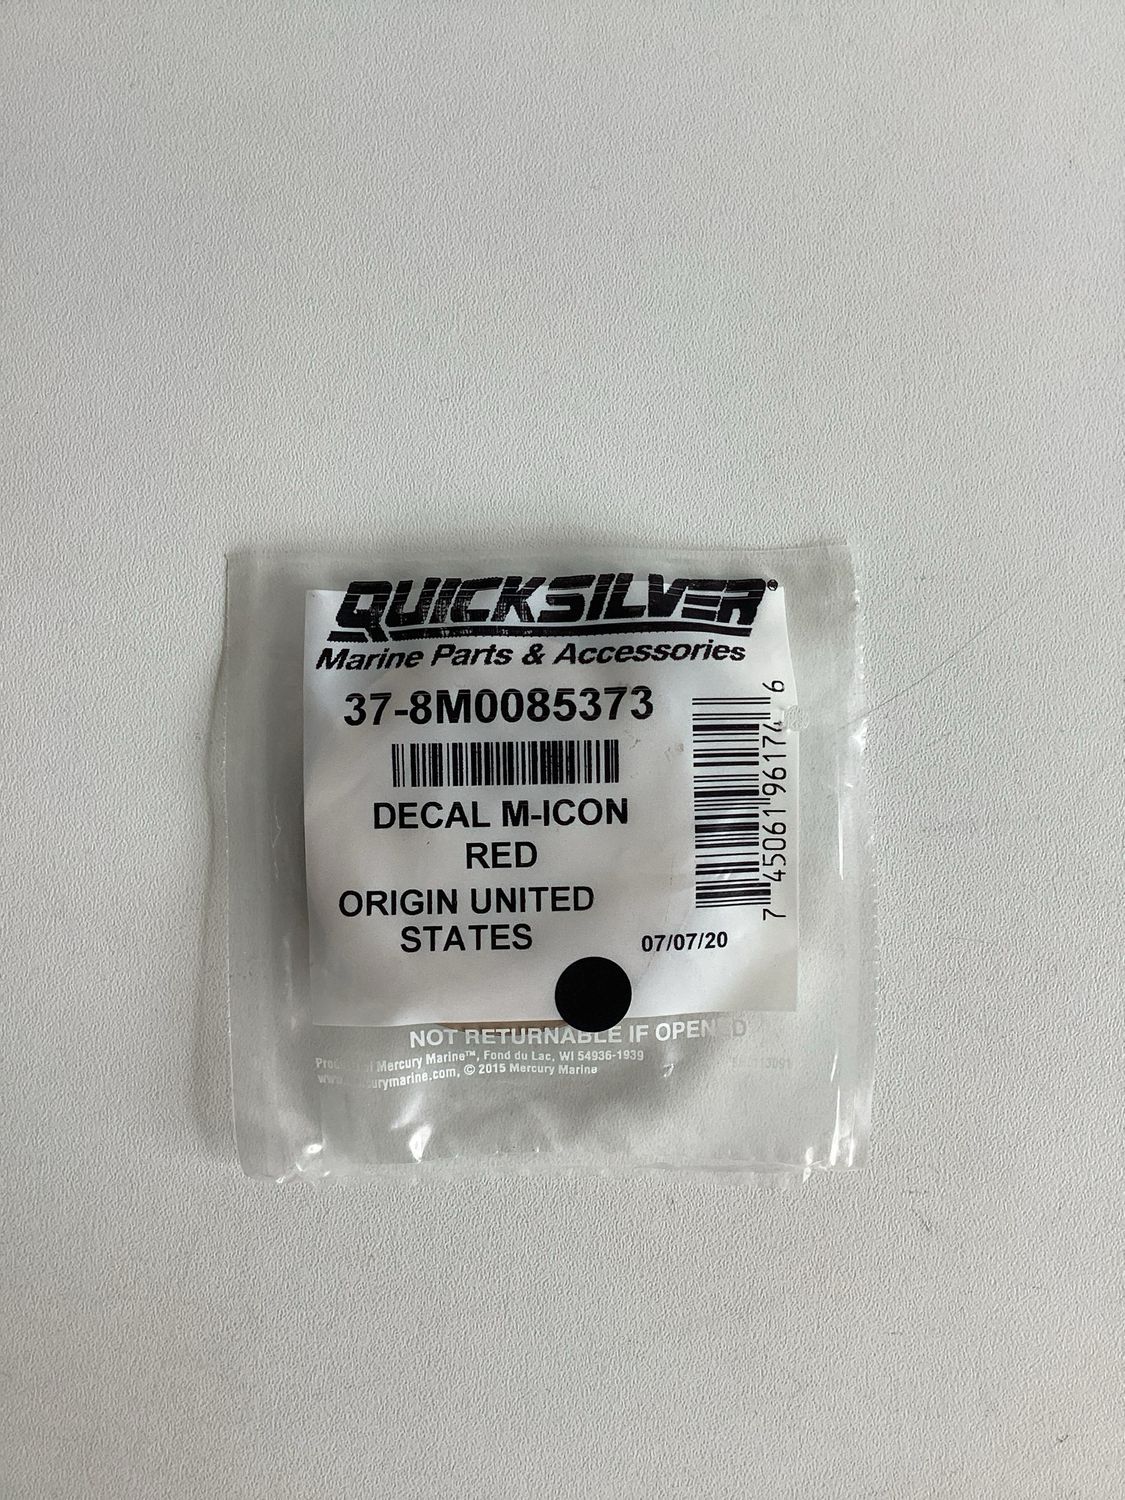 QUICKSILVER®
Marine Parts & Accessories
37-8M0085373
DECAL M-ICON
RED
ORIGIN UNITED
STATES
07/07/20
7 45061 96174 6
NOT RETURNABLE IF OPENED
of Mercury Marine™, Fond du Lac, WI 54936-1939
© 2015 Mercury Marine